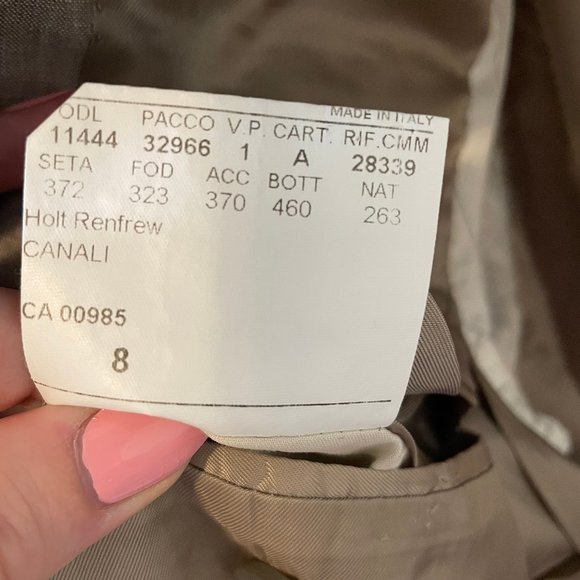 MADE IN ITALY
ODL PACCO V.P. CART. RIF.CMM
11444 32966 1 A 28339
SETA FOD ACC BOTT NAT
372 323 370 460 263
Holt Renfrew
CANALI
CA 00985
8